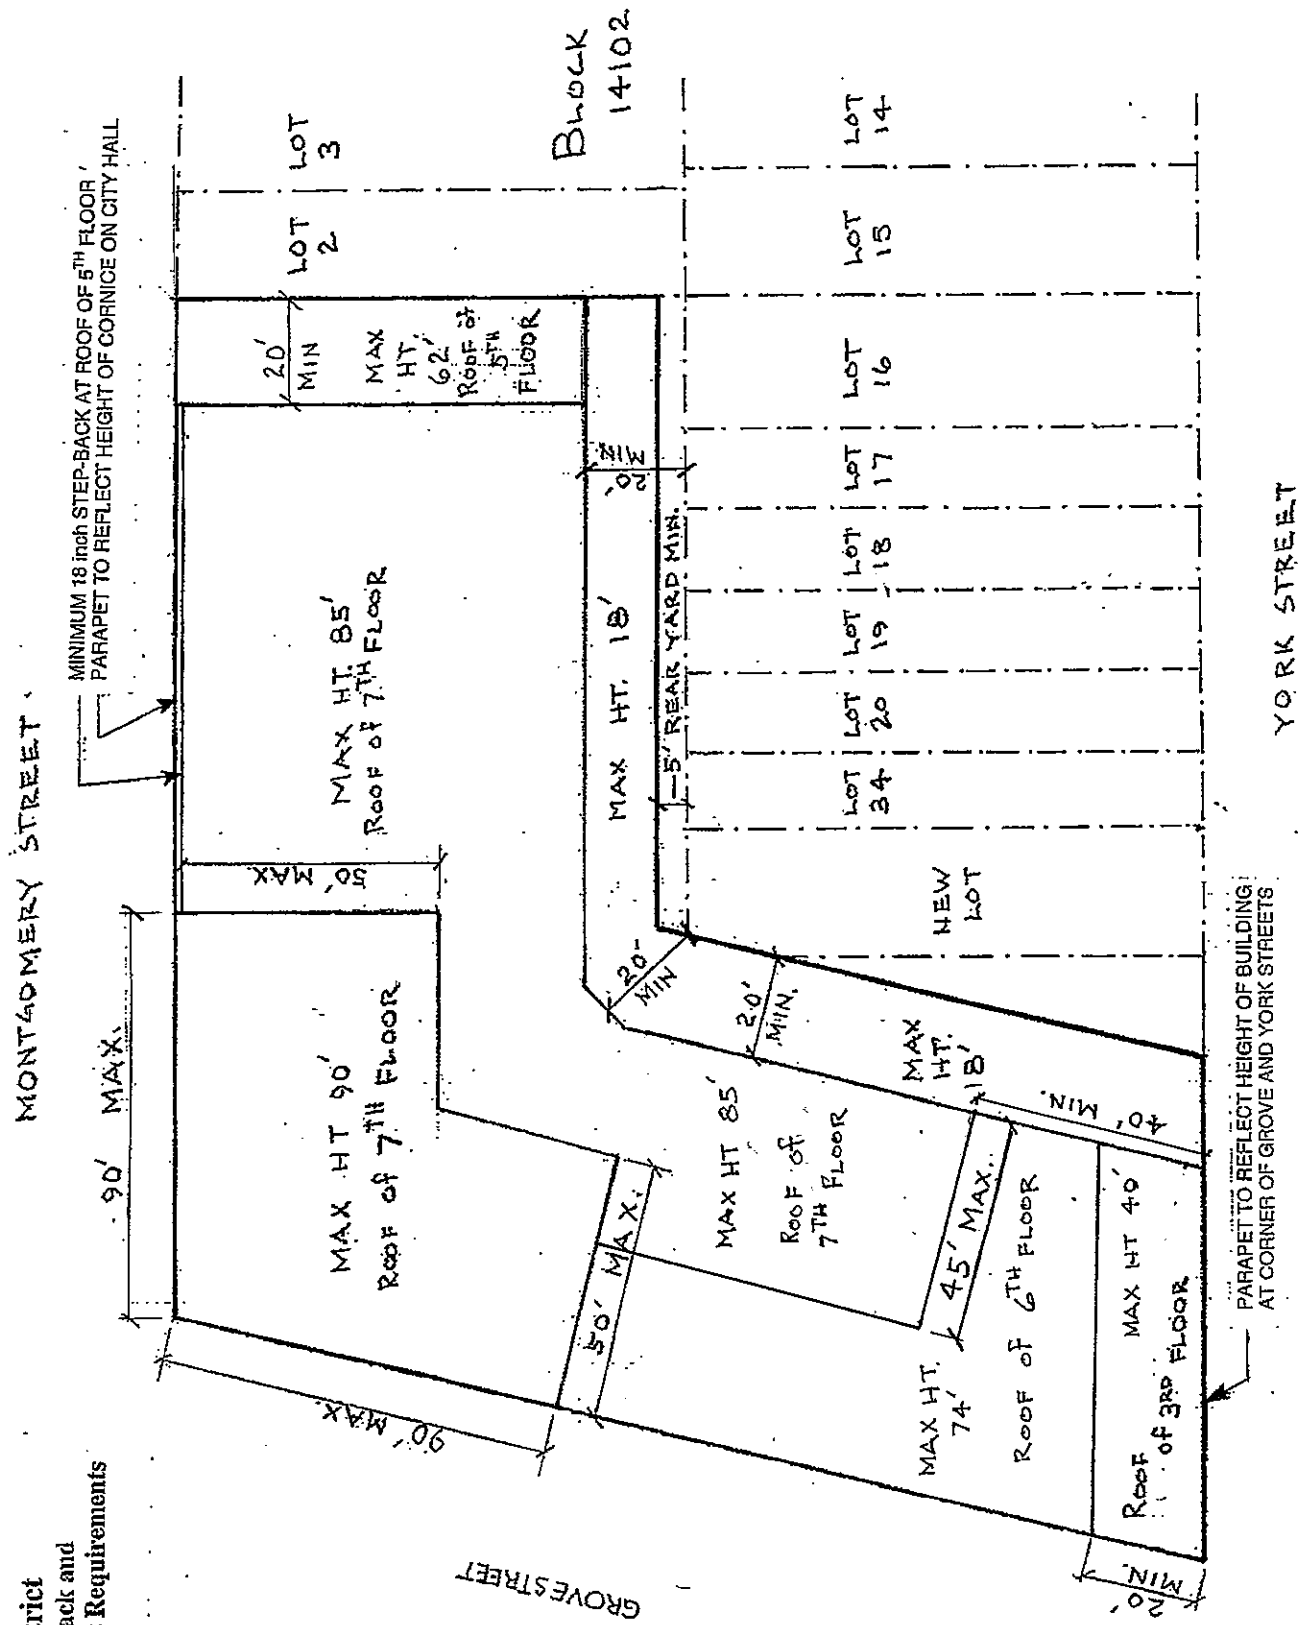 rict
ack and
Requirements
MONTGOMERY STREET
MINIMUM 18 inch STEP-BACK AT ROOF OF 5TH FLOOR
PARAPET TO REFLECT HEIGHT OF CORNICE ON CITY HALL
90' MAX.
50' MAX.
20'
MIN
LOT
2
LOT
3
BLOCK
14102
MAX HT 90'
ROOF of 7TH FLOOR
MAX HT. 85'
ROOF of 7TH FLOOR
MAX
HT.
62'
ROOF of
5TH
FLOOR
90' MAX.
50' MAX.
20'
MIN.
MAX HT. 18'
5' REAR YARD MIN.
20'
MIN
20'
MIN.
MAX HT 85'
ROOF of
7TH FLOOR
MAX
HT.
18'
45' MAX.
40'
MIN.
MAX HT.
74'
ROOF of 6TH FLOOR
MAX HT 40'
ROOF of 3RD FLOOR
20'
MIN.
NEW
LOT
LOT
34
LOT
20
LOT
19
LOT
18
LOT
17
LOT
16
LOT
15
LOT
14
GROVE STREET
PARAPET TO REFLECT HEIGHT OF BUILDING
AT CORNER OF GROVE AND YORK STREETS
YORK STREET